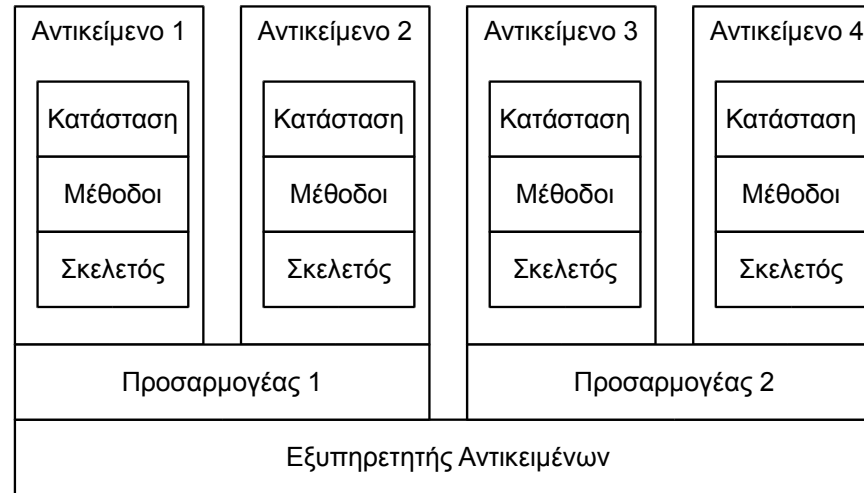 Αντικείμενο 1 Αντικείμενο 2 Αντικείμενο 3 Αντικείμενο 4
Κατάσταση Κατάσταση Κατάσταση Κατάσταση
Μέθοδοι Μέθοδοι Μέθοδοι Μέθοδοι
Σκελετός Σκελετός Σκελετός Σκελετός
Προσαρμογέας 1 Προσαρμογέας 2
Εξυπηρετητής Αντικειμένων